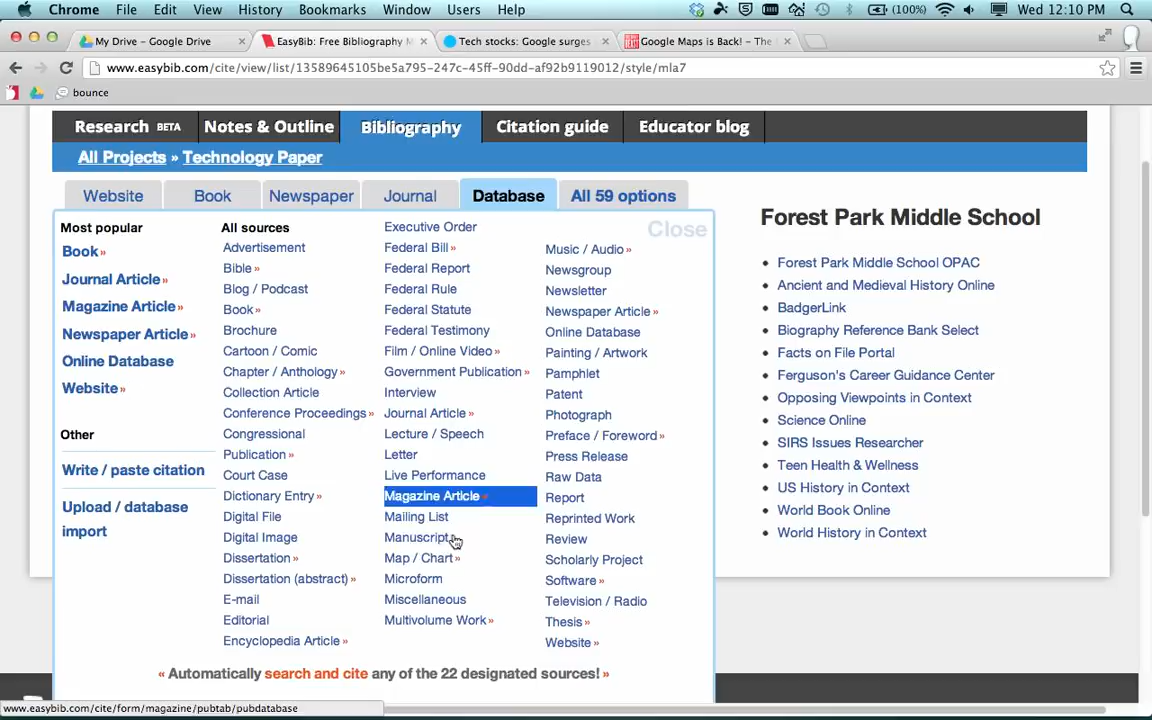 Chrome File Edit View History Bookmarks Window Users Help (100%) Wed 12:10 PM
My Drive – Google Drive × EasyBib: Free Bibliography M × Tech stocks: Google surges × Google Maps is Back! – The ×
www.easybib.com/cite/view/list/13589645105be5a795-247c-45ff-90dd-af92b9119012/style/mla7
bounce
Research BETA Notes & Outline Bibliography Citation guide Educator blog
All Projects » Technology Paper
Website Book Newspaper Journal Database All 59 options
Close
Most popular
Book »
Journal Article »
Magazine Article »
Newspaper Article »
Online Database
Website »
Other
Write / paste citation
Upload / database
import
All sources
Advertisement
Bible »
Blog / Podcast
Book »
Brochure
Cartoon / Comic
Chapter / Anthology »
Collection Article
Conference Proceedings »
Congressional
Publication »
Court Case
Dictionary Entry »
Digital File
Digital Image
Dissertation »
Dissertation (abstract) »
E-mail
Editorial
Encyclopedia Article »
Executive Order
Federal Bill »
Federal Report
Federal Rule
Federal Statute
Federal Testimony
Film / Online Video »
Government Publication »
Interview
Journal Article »
Lecture / Speech
Letter
Live Performance
Magazine Article »
Mailing List
Manuscript
Map / Chart »
Microform
Miscellaneous
Multivolume Work »
Music / Audio »
Newsgroup
Newsletter
Newspaper Article »
Online Database
Painting / Artwork
Pamphlet
Patent
Photograph
Preface / Foreword »
Press Release
Raw Data
Report
Reprinted Work
Review
Scholarly Project
Software »
Television / Radio
Thesis »
Website »
« Automatically search and cite any of the 22 designated sources! »
Forest Park Middle School
Forest Park Middle School OPAC
Ancient and Medieval History Online
BadgerLink
Biography Reference Bank Select
Facts on File Portal
Ferguson's Career Guidance Center
Opposing Viewpoints in Context
Science Online
SIRS Issues Researcher
Teen Health & Wellness
US History in Context
World Book Online
World History in Context
www.easybib.com/cite/form/magazine/pubtab/pubdatabase